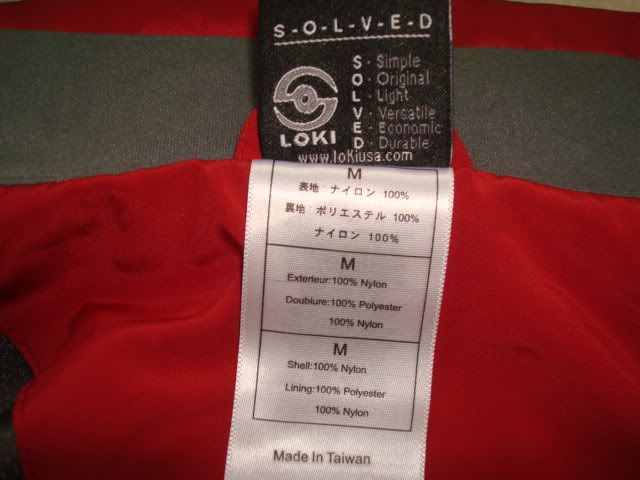 S-O-L-V-E-D
S · Simple
O · Original
L · Light
V · Versatile
E · Economic
D · Durable
LOKI
www.loKiusa.com
M
表地 ナイロン 100%
裏地 ポリエステル 100%
ナイロン 100%
M
Exterieur:100% Nylon
Doublure:100% Polyester
100% Nylon
M
Shell:100% Nylon
Lining:100% Polyester
100% Nylon
Made In Taiwan